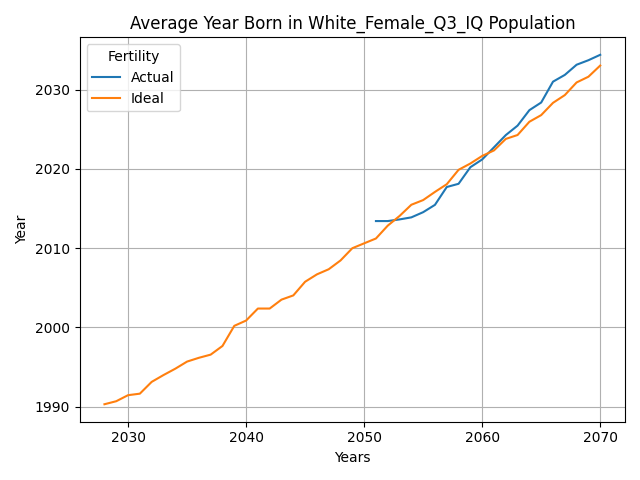 Average Year Born in White_Female_Q3_IQ Population
Fertility
Actual
Ideal
Year
2030
2020
2010
2000
1990
2030 2040 2050 2060 2070
Years